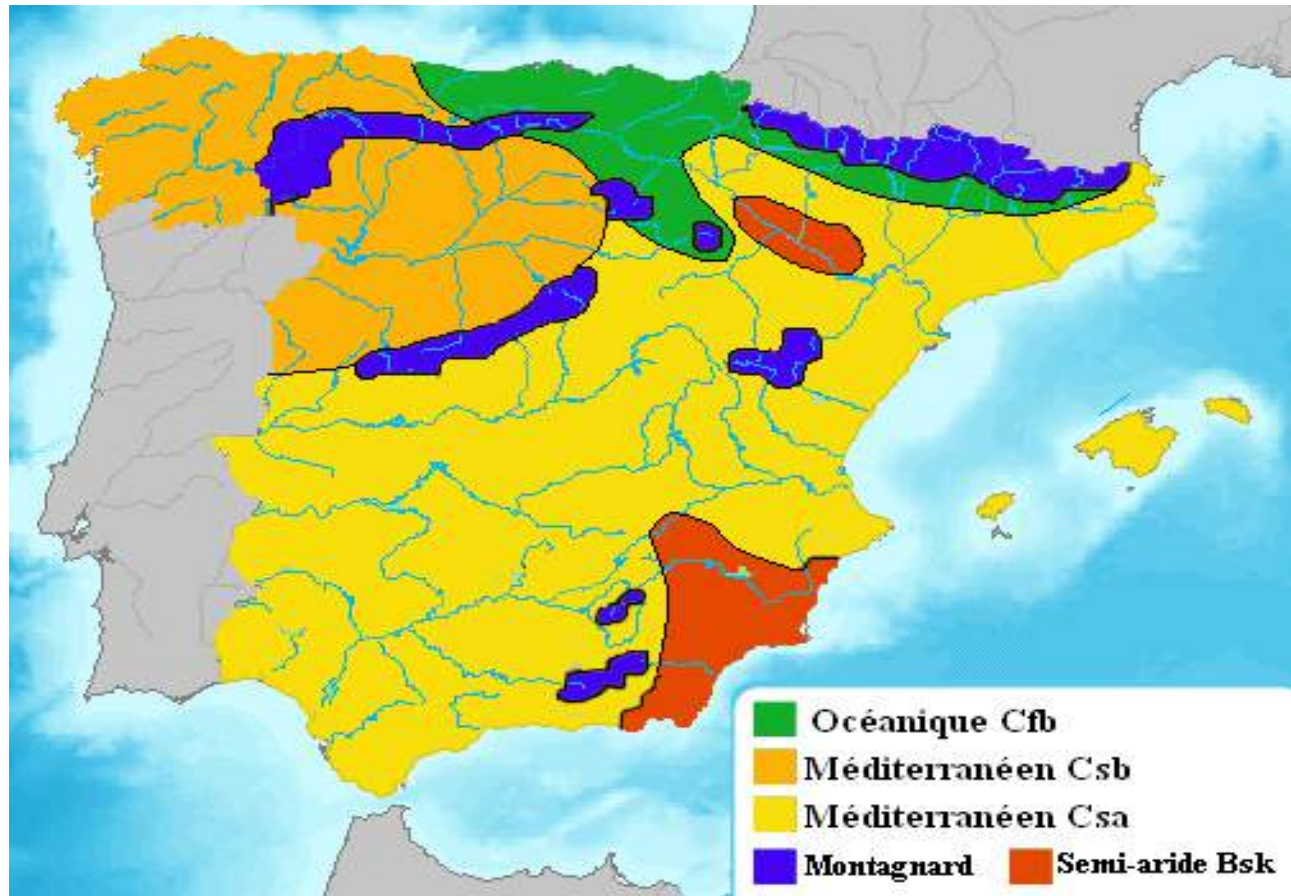 Océanique Cfb
Méditerranéen Csb
Méditerranéen Csa
Montagnard Semi-aride Bsk